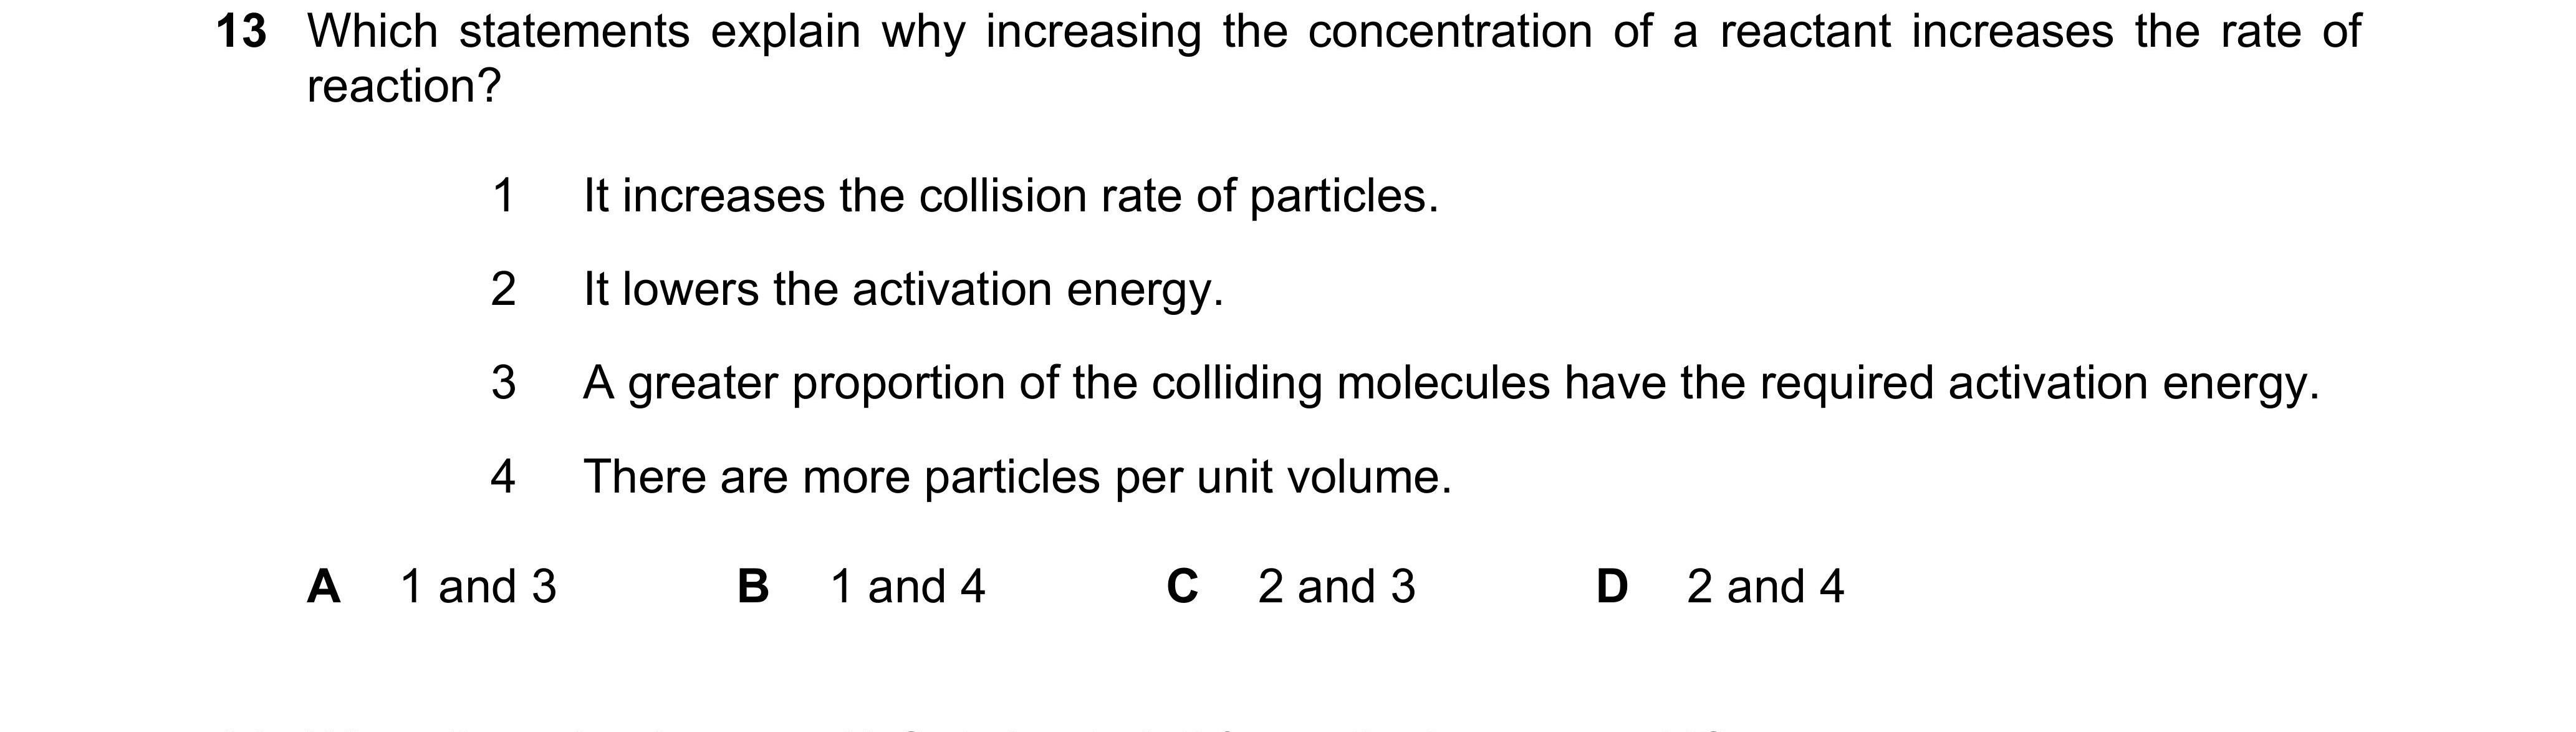 13 Which statements explain why increasing the concentration of a reactant increases the rate of
reaction?
1 It increases the collision rate of particles.
2 It lowers the activation energy.
3 A greater proportion of the colliding molecules have the required activation energy.
4 There are more particles per unit volume.
A 1 and 3 B 1 and 4 C 2 and 3 D 2 and 4